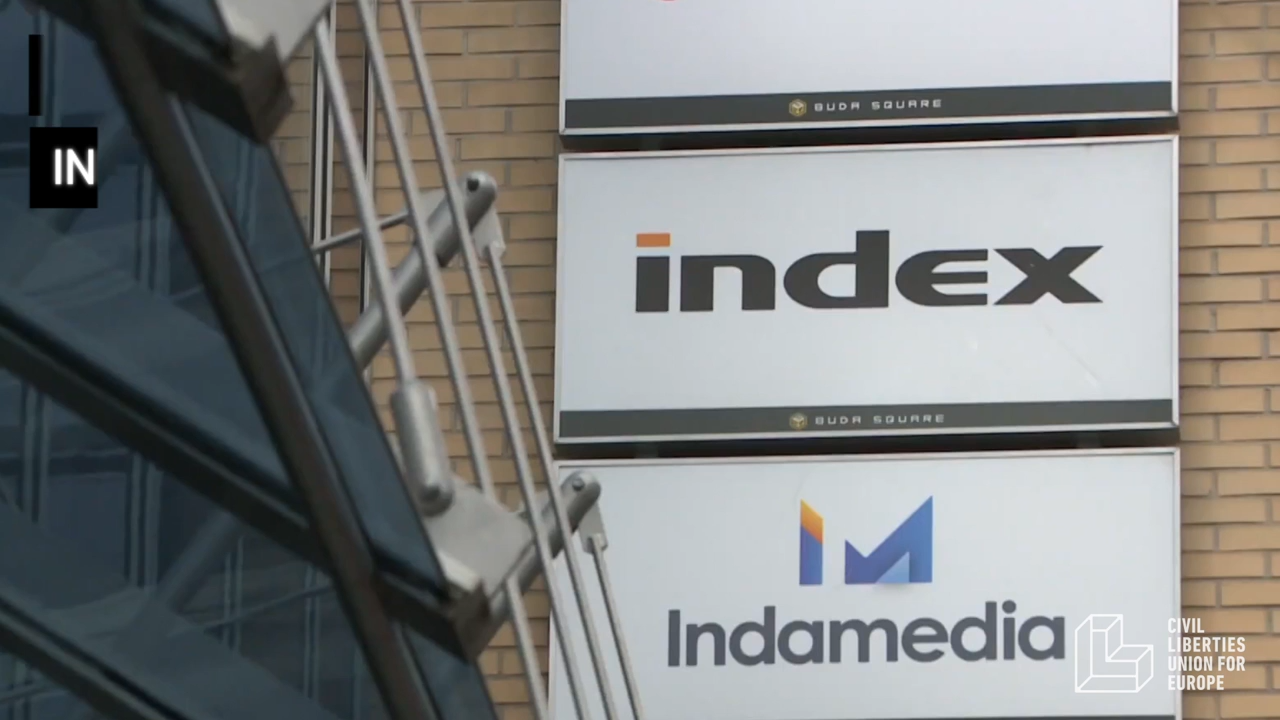 IN
BUDA SQUARE
index
BUDA SQUARE
Indamedia
CIVIL
LIBERTIES
UNION FOR
EUROPE